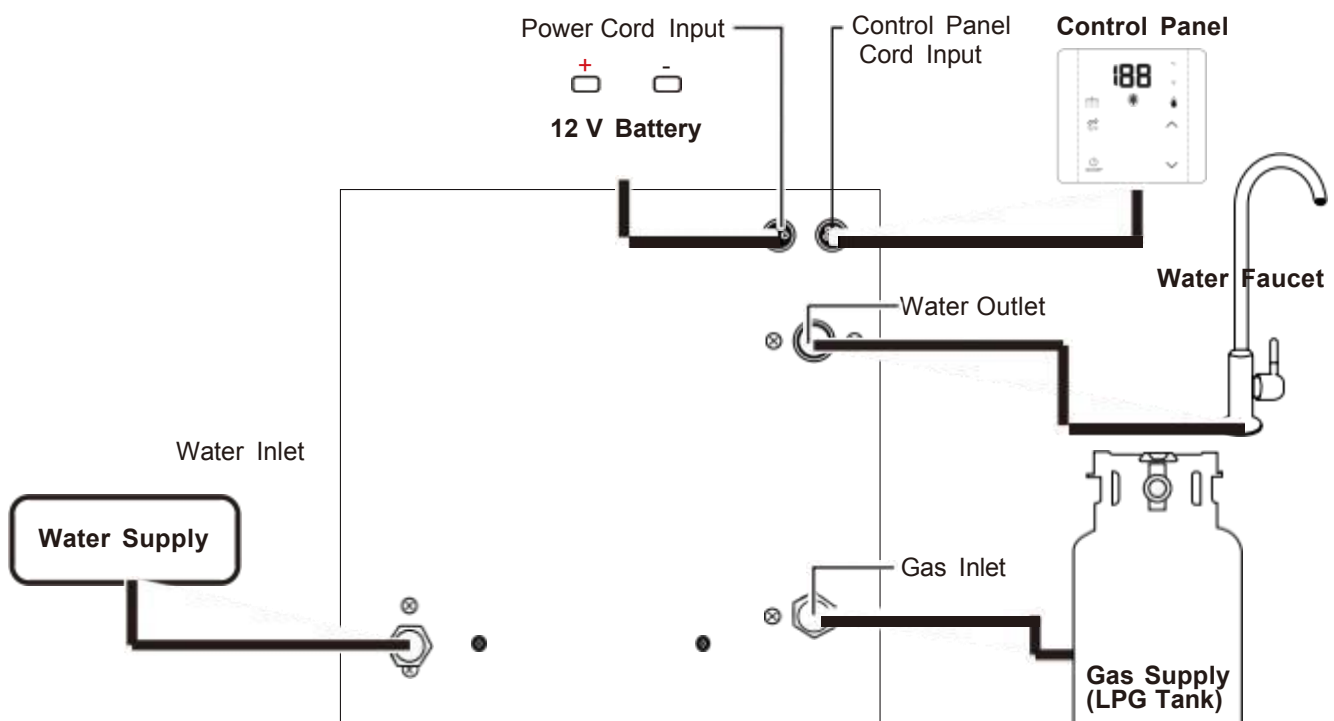 Power Cord Input
Control Panel
Cord Input
Control Panel
+ -
12 V Battery
188
Water Faucet
Water Outlet
Water Inlet
Water Supply
Gas Inlet
Gas Supply
(LPG Tank)